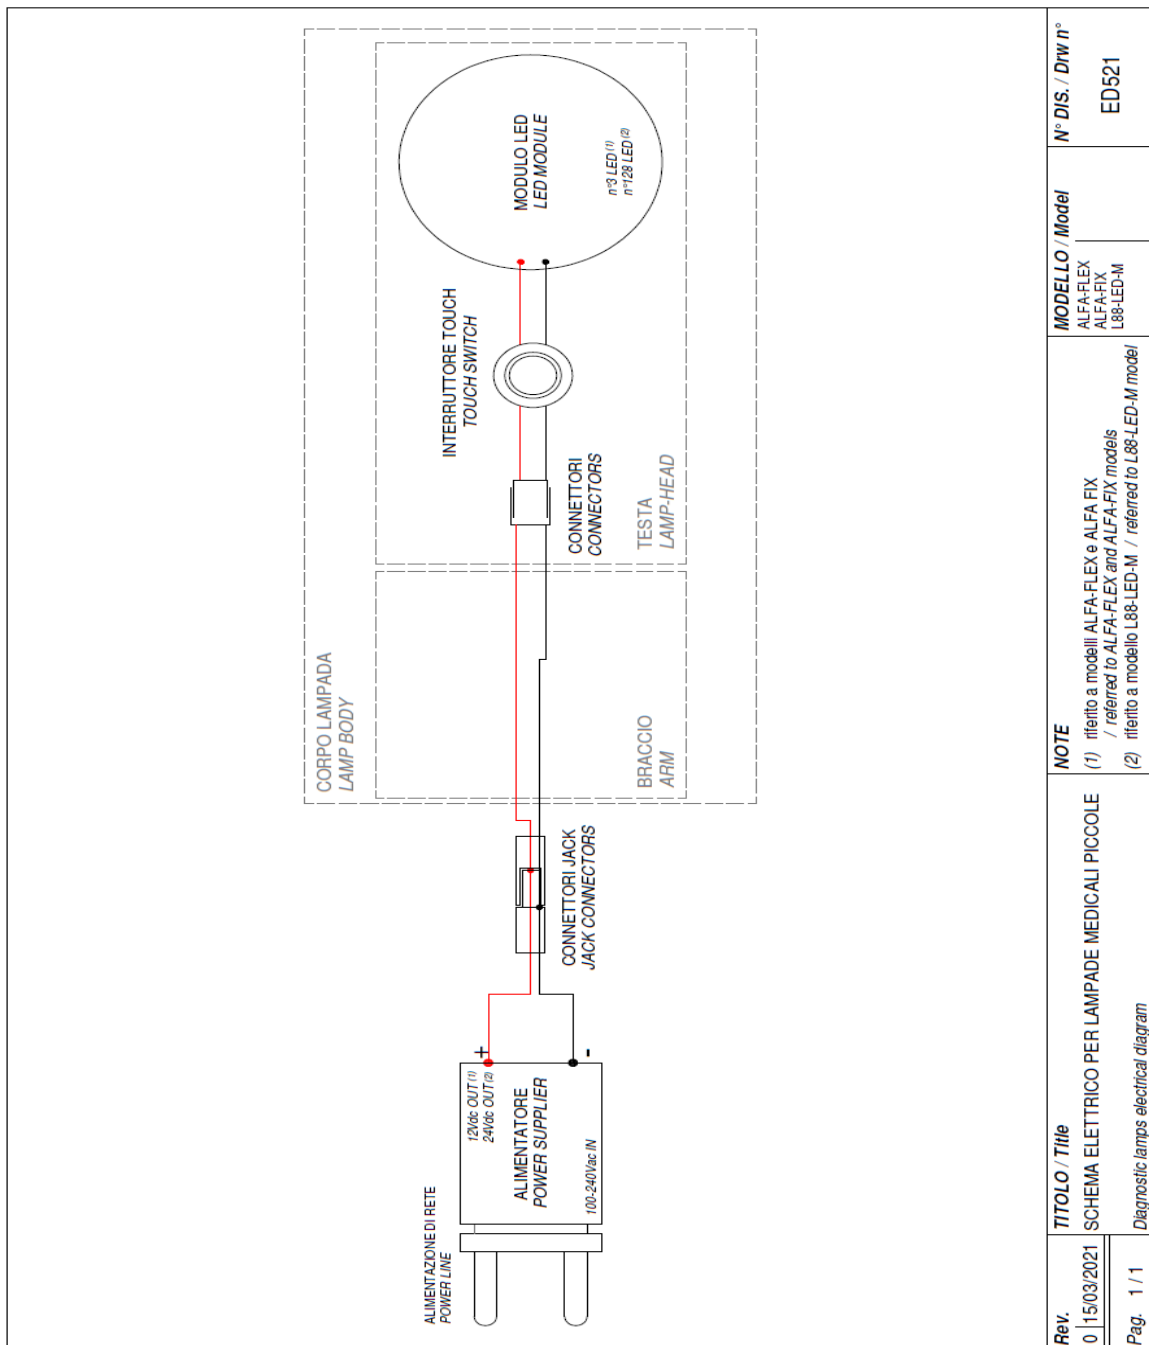 ALIMENTAZIONE DI RETE
POWER LINE
12Vdc OUT (1)
24Vdc OUT (2)
+
-
ALIMENTATORE
POWER SUPPLIER
100-240Vac IN
CONNETTORI JACK
JACK CONNECTORS
CORPO LAMPADA
LAMP BODY
BRACCIO
ARM
TESTA
LAMP-HEAD
CONNETTORI
CONNECTORS
INTERRUTTORE TOUCH
TOUCH SWITCH
MODULO LED
LED MODULE
n°3 LED (1)
n°128 LED (2)
Rev.
0 15/03/2021
Pag. 1 / 1
TITOLO / Title
SCHEMA ELETTRICO PER LAMPADE MEDICALI PICCOLE
Diagnostic lamps electrical diagram
NOTE
(1) riferito a modelli ALFA-FLEX e ALFA FIX
/ referred to ALFA-FLEX and ALFA-FIX models
(2) riferito a modello L88-LED-M / referred to L88-LED-M model
MODELLO / Model
ALFA-FLEX
ALFA-FIX
L88-LED-M
N° DIS. / Drw n°
ED521